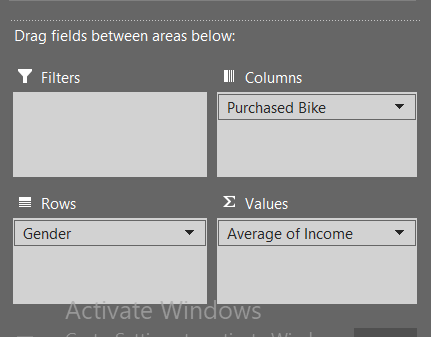 Drag fields between areas below:
Filters
Columns
Purchased Bike
Rows
Values
Gender
Average of Income
Activate Windows